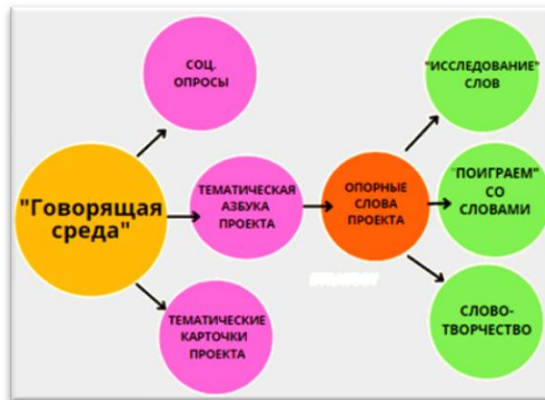 СОЦ.
ОПРОСЫ
"ИССЛЕДОВАНИЕ"
СЛОВ
"Говорящая
среда"
ТЕМАТИЧЕСКАЯ
АЗБУКА
ПРОЕКТА
ОПОРНЫЕ
СЛОВА
ПРОЕКТА
"ПОИГРАЕМ"
СО
СЛОВАМИ
STRATEGY
ТЕМАТИЧЕСКИЕ
КАРТОЧКИ
ПРОЕКТА
СЛОВО-
ТВОРЧЕСТВО